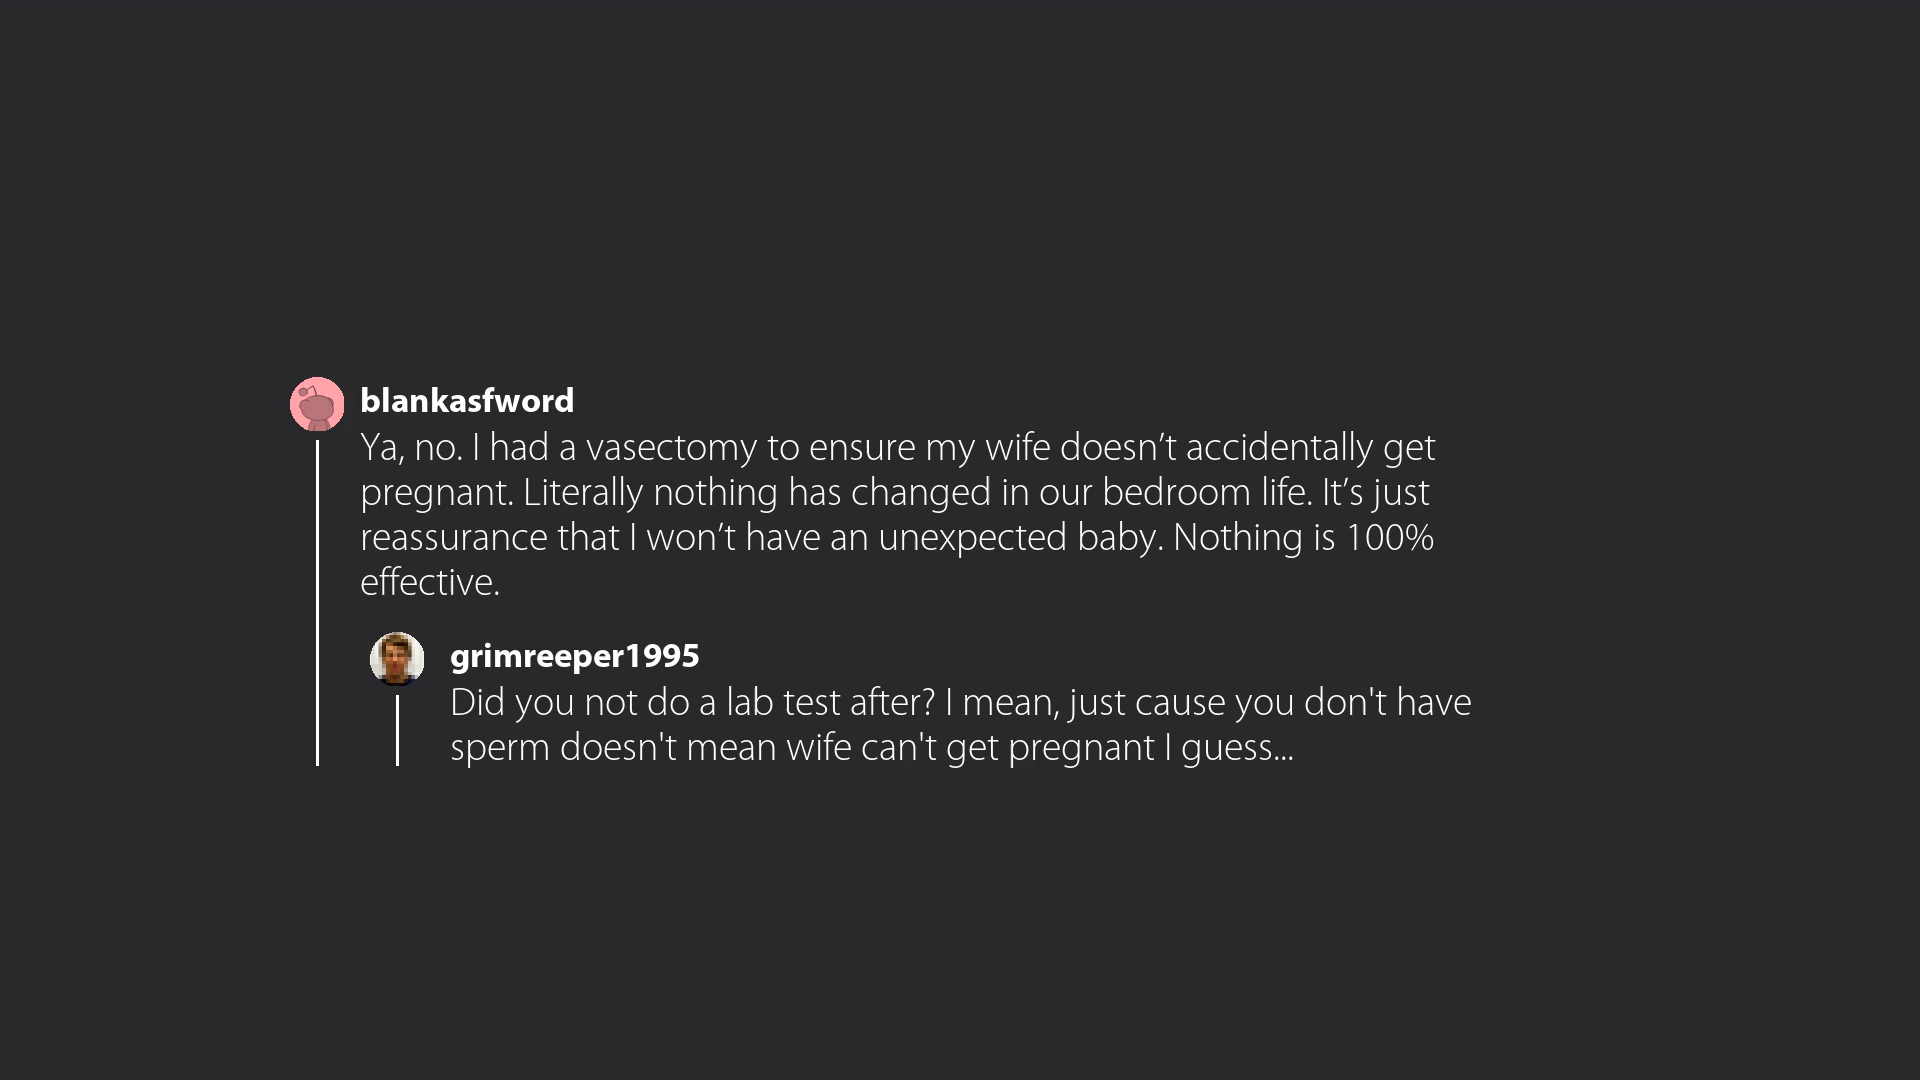 blankasfword
Ya, no. I had a vasectomy to ensure my wife doesn’t accidentally get
pregnant. Literally nothing has changed in our bedroom life. It’s just
reassurance that I won’t have an unexpected baby. Nothing is 100%
effective.
grimreeper1995
Did you not do a lab test after? I mean, just cause you don't have
sperm doesn't mean wife can't get pregnant I guess...